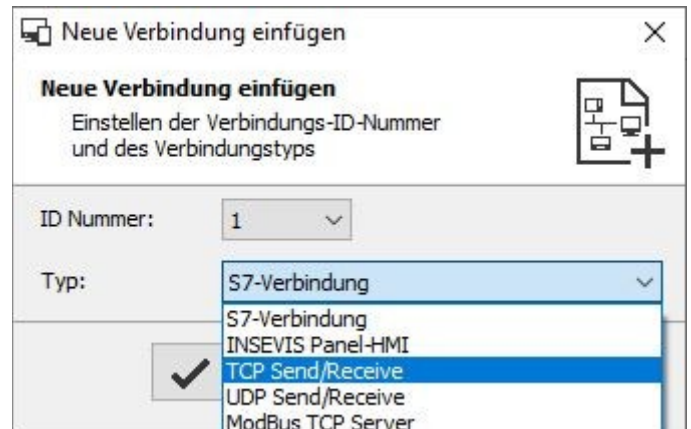 Neue Verbindung einfügen
Neue Verbindung einfügen
Einstellen der Verbindungs-ID-Nummer
und des Verbindungstyps
ID Nummer: 1
Typ: S7-Verbindung
S7-Verbindung
INSEVIS Panel-HMI
TCP Send/Receive
UDP Send/Receive
ModBus TCP Server